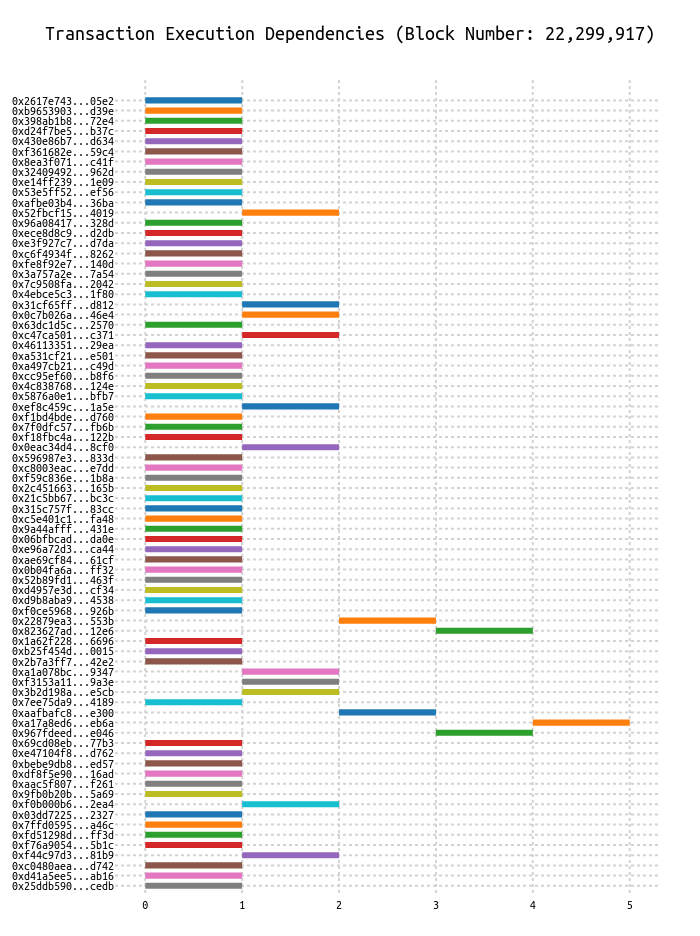 Transaction Execution Dependencies (Block Number: 22,299,917)
0x2617e743...05e2
0xb9653903...d39e
0x398ab1b8...72e4
0xd24f7be5...b37c
0x430e86b7...d634
0xf361682e...59c4
0x8ea3f071...c41f
0x32409492...962d
0xe14ff239...1e09
0x53e5ff52...ef56
0xafbe03b4...36ba
0x52fbcf15...4019
0x96a08417...328d
0xece8d8c9...d2db
0xe3f927c7...d7da
0xc6f4934f...8262
0xfe8f92e7...140d
0x3a757a2e...7a54
0x7c9508fa...2042
0x4ebce5c3...1f80
0x31cf65ff...d812
0x0c7b026a...46e4
0x63dc1d5c...2570
0xc47ca501...c371
0x46113351...29ea
0xa531cf21...e501
0xa497cb21...c49d
0xcc95ef60...b8f6
0x4c838768...124e
0x5876a0e1...bfb7
0xef8c459c...1a5e
0xf1bd4bde...d760
0x7f0dfc57...fb6b
0xf18fbc4a...122b
0x0eac34d4...8cf0
0x596987e3...833d
0xc8003eac...e7dd
0xf59c836e...1b8a
0x2c451663...165b
0x21c5bb67...bc3c
0x315c757f...83cc
0xc5e401c1...fa48
0x9a44afff...431e
0x06bfbcad...da0e
0xe96a72d3...ca44
0xae69cf84...61cf
0x0b04fa6a...ff32
0x52b89fd1...463f
0xd4957e3d...cf34
0xd9b8aba9...4538
0xf0ce5968...926b
0x22879ea3...553b
0x823627ad...12e6
0x1a62f228...6696
0xb25f454d...0015
0x2b7a3ff7...42e2
0xa1a078bc...9347
0xf3153a11...9a3e
0x3b2d198a...e5cb
0x7ee75da9...4189
0xaafbafc8...e300
0xa17a8ed6...eb6a
0x967fdeed...e046
0x69cd08eb...77b3
0xe47104f8...d762
0xbebe9db8...ed57
0xdf8f5e90...16ad
0xaac5f807...f261
0x9fb0b20b...5a69
0xf0b000b6...2ea4
0x03dd7225...2327
0x7ffd0595...a46c
0xfd51298d...ff3d
0xf76a9054...5b1c
0xf44c97d3...81b9
0xc0480aea...d742
0xd41a5ee5...ab16
0x25ddb590...cedb
0 1 2 3 4 5